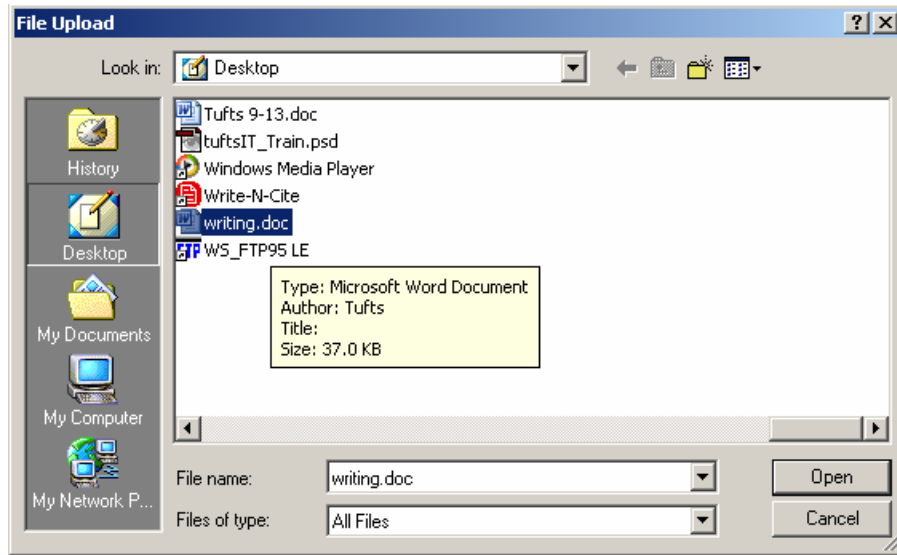 File Upload
Look in: Desktop
History
Desktop
My Documents
My Computer
My Network P...
Tufts 9-13.doc
tuftsIT_Train.psd
Windows Media Player
Write-N-Cite
writing.doc
WS_FTP95 LE
Type: Microsoft Word Document
Author: Tufts
Title:
Size: 37.0 KB
File name: writing.doc Open
Files of type: All Files Cancel